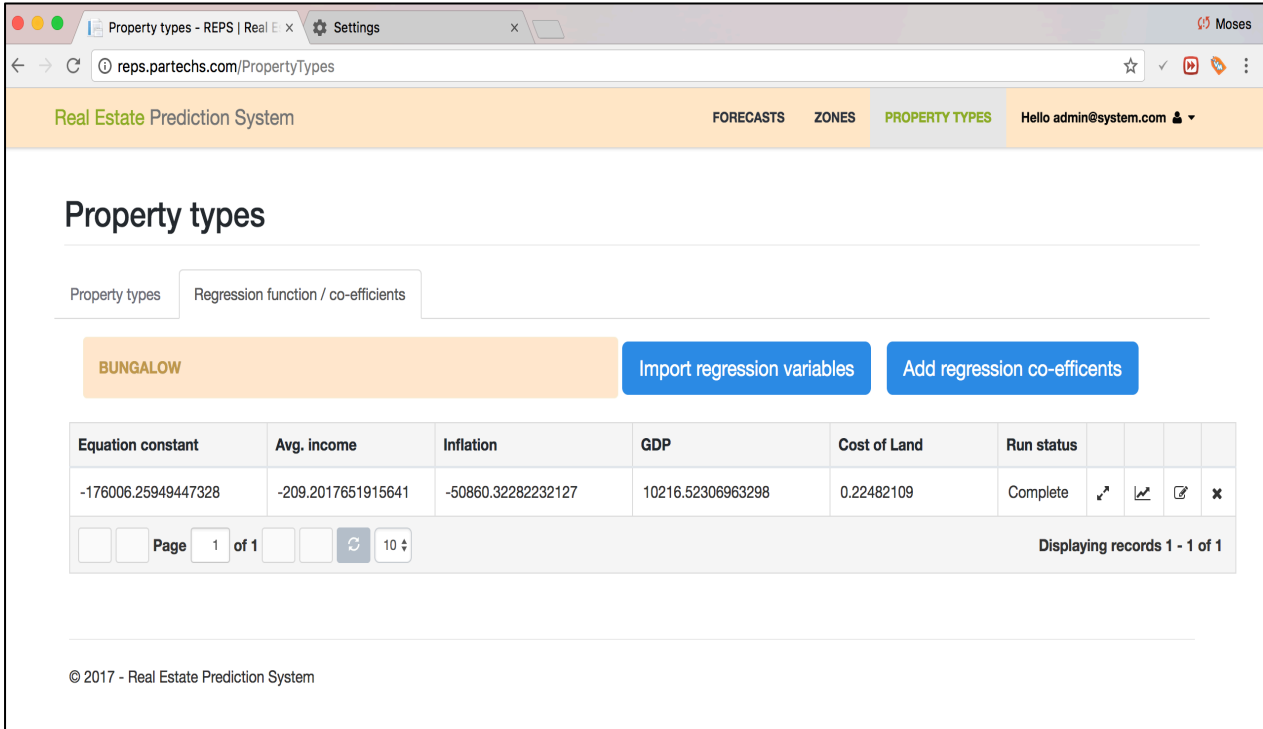 Property types - REPS | Real E
Settings
Moses
reps.partechs.com/PropertyTypes
Real Estate Prediction System
FORECASTS ZONES PROPERTY TYPES Hello admin@system.com
Property types
Property types Regression function / co-efficients
BUNGALOW Import regression variables Add regression co-efficents
Equation constant Avg. income Inflation GDP Cost of Land Run status
-176006.25949447328 -209.2017651915641 -50860.32282232127 10216.52306963298 0.22482109 Complete
Page 1 of 1 10 Displaying records 1 - 1 of 1
© 2017 - Real Estate Prediction System